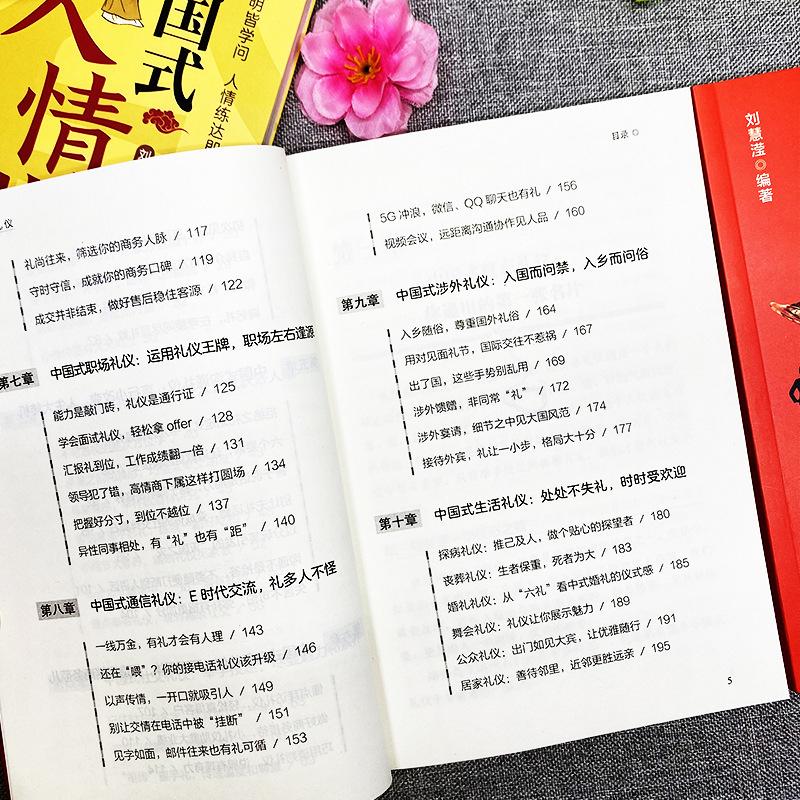 国式
人情
明皆学问 人情练达即
刘
礼仪
礼尚往来，筛选你的商务人脉 / 117
守时守信，成就你的商务口碑 / 119
成交并非结束，做好售后稳住客源 / 122
第七章 中国式职场礼仪：运用礼仪王牌，职场左右逢源
能力是敲门砖，礼仪是通行证 / 125
学会面试礼仪，轻松拿 offer / 128
汇报礼到位，工作成绩翻一倍 / 131
领导犯了错，高情商下属这样打圆场 / 134
把握好分寸，到位不越位 / 137
异性同事相处，有“礼”也有“距” / 140
第八章 中国式通信礼仪：E 时代交流，礼多人不怪
一线万金，有礼才会有人理 / 143
还在“喂”？你的接电话礼仪该升级 / 146
以声传情，一开口就吸引人 / 149
别让交情在电话中被“挂断” / 151
见字如面，邮件往来也有礼可循 / 153
目录
5G 冲浪，微信、QQ 聊天也有礼 / 156
视频会议，远距离沟通协作见人品 / 160
第九章 中国式涉外礼仪：入国而问禁，入乡而问俗
入乡随俗，尊重国外礼俗 / 164
用对见面礼节，国际交往不惹祸 / 167
出了国，这些手势别乱用 / 169
涉外馈赠，非同常“礼” / 172
涉外宴请，细节之中见大国风范 / 174
接待外宾，礼让一小步，格局大十分 / 177
第十章 中国式生活礼仪：处处不失礼，时时受欢迎
探病礼仪：推己及人，做个贴心的探望者 / 180
丧葬礼仪：生者保重，死者为大 / 183
婚礼礼仪：从“六礼”看中式婚礼的仪式感 / 185
舞会礼仪：礼仪让你展示魅力 / 189
公众礼仪：出门如见大宾，让优雅随行 / 191
居家礼仪：善待邻里，近邻更胜远亲 / 195
5
刘慧滢◎编著